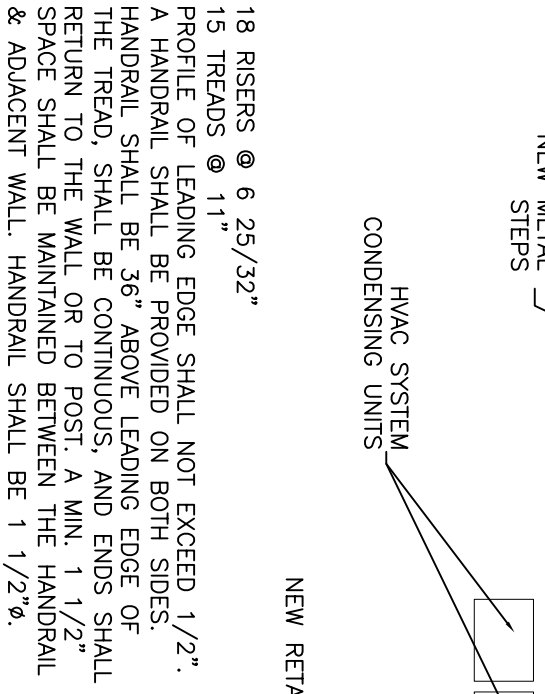 NEW METAL
STEPS
HVAC SYSTEM
CONDENSING UNITS
NEW RETA
18 RISERS @ 6 25/32"
15 TREADS @ 11"
PROFILE OF LEADING EDGE SHALL NOT EXCEED 1/2".
A HANDRAIL SHALL BE PROVIDED ON BOTH SIDES.
HANDRAIL SHALL BE 36" ABOVE LEADING EDGE OF
THE TREAD, SHALL BE CONTINUOUS, AND ENDS SHALL
RETURN TO THE WALL OR TO POST. A MIN. 1 1/2"
SPACE SHALL BE MAINTAINED BETWEEN THE HANDRAIL
& ADJACENT WALL. HANDRAIL SHALL BE 1 1/2"ø.